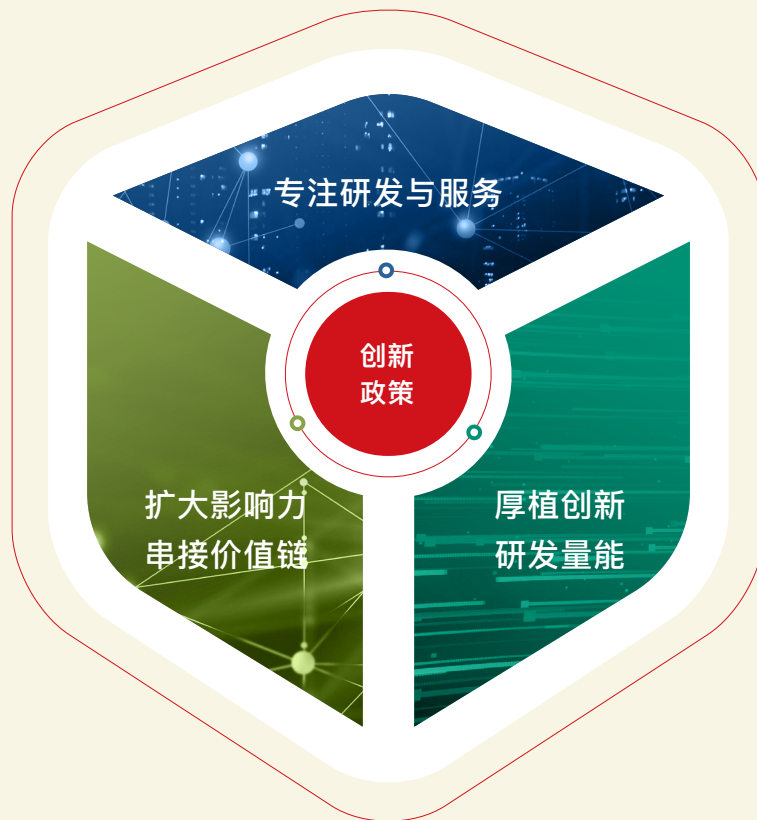 专注研发与服务
创新
政策
扩大影响力
串接价值链
厚植创新
研发量能